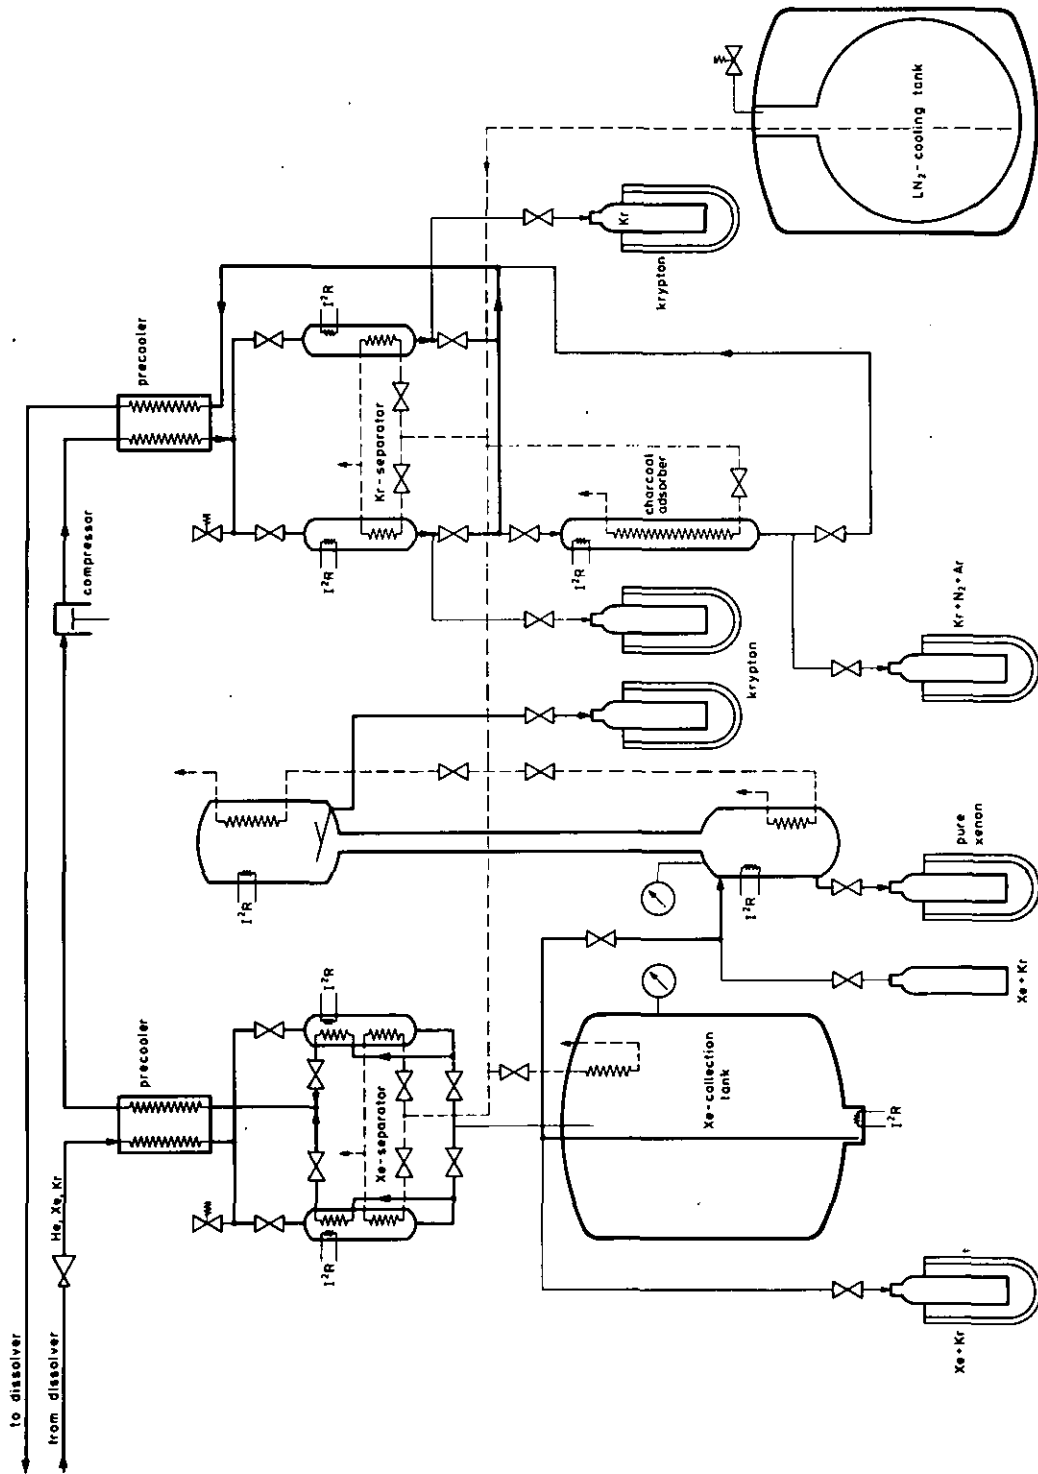 to dissolver
from dissolver
He, Xe, Kr
precooler
compressar
precooler
I²R
I²R
Xe-separator
I²R
I²R
I²R
Kr-separator
I²R
LN₂-cooling tank
Kr
krypton
charcoal
adsorber
I²R
krypton
Kr+N₂+Ar
pure
xenon
I²R
Xe+Kr
Xe-collection
tank
I²R
Xe+Kr